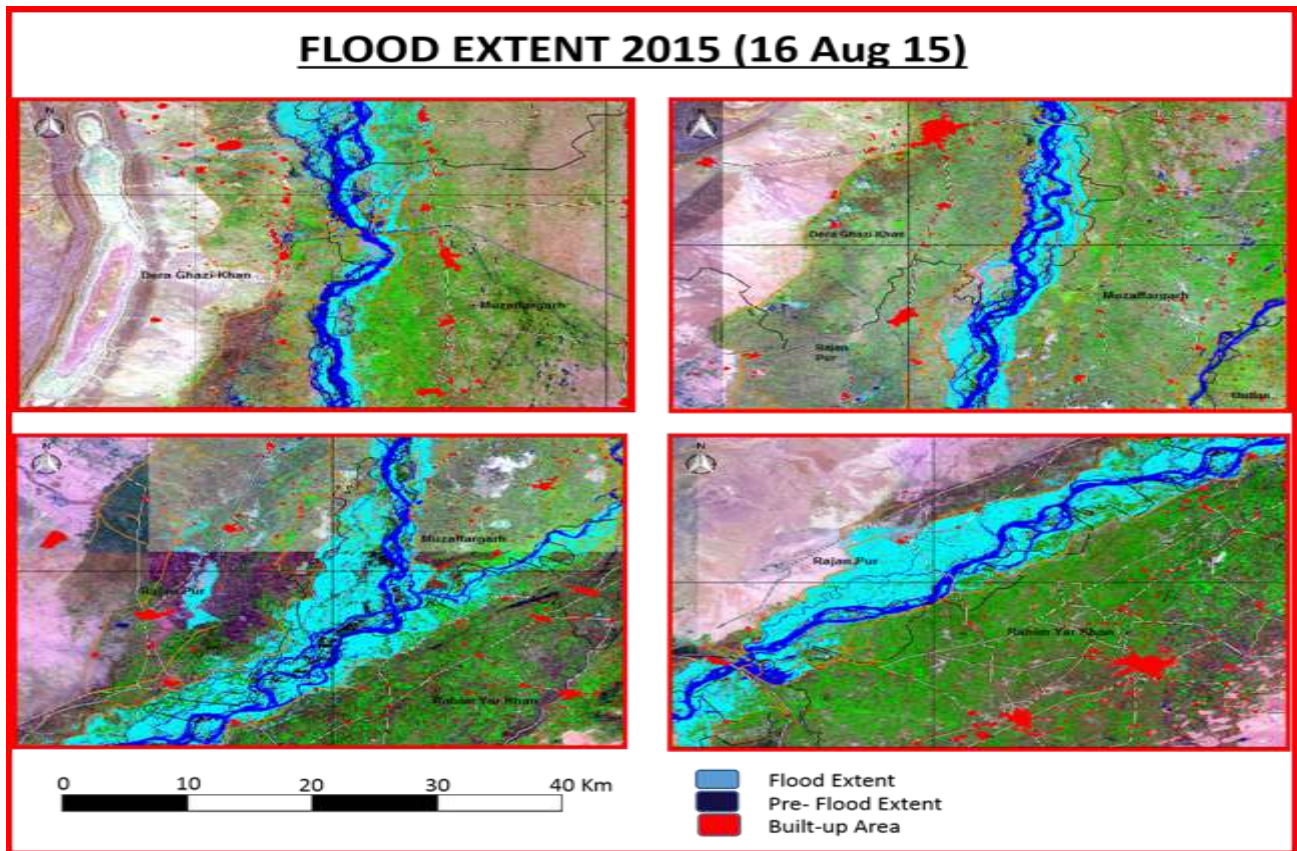 FLOOD EXTENT 2015 (16 Aug 15)
N
Dera Ghazi Khan
Muzaffargarh
N
Dera Ghazi Khan
Muzaffargarh
Rajan
Pur
N
Muzaffargarh
Rajan Pur
Rahim Yar Khan
N
Rajan Pur
Rahim Yar Khan
0 10 20 30 40 Km
Flood Extent
Pre- Flood Extent
Built-up Area